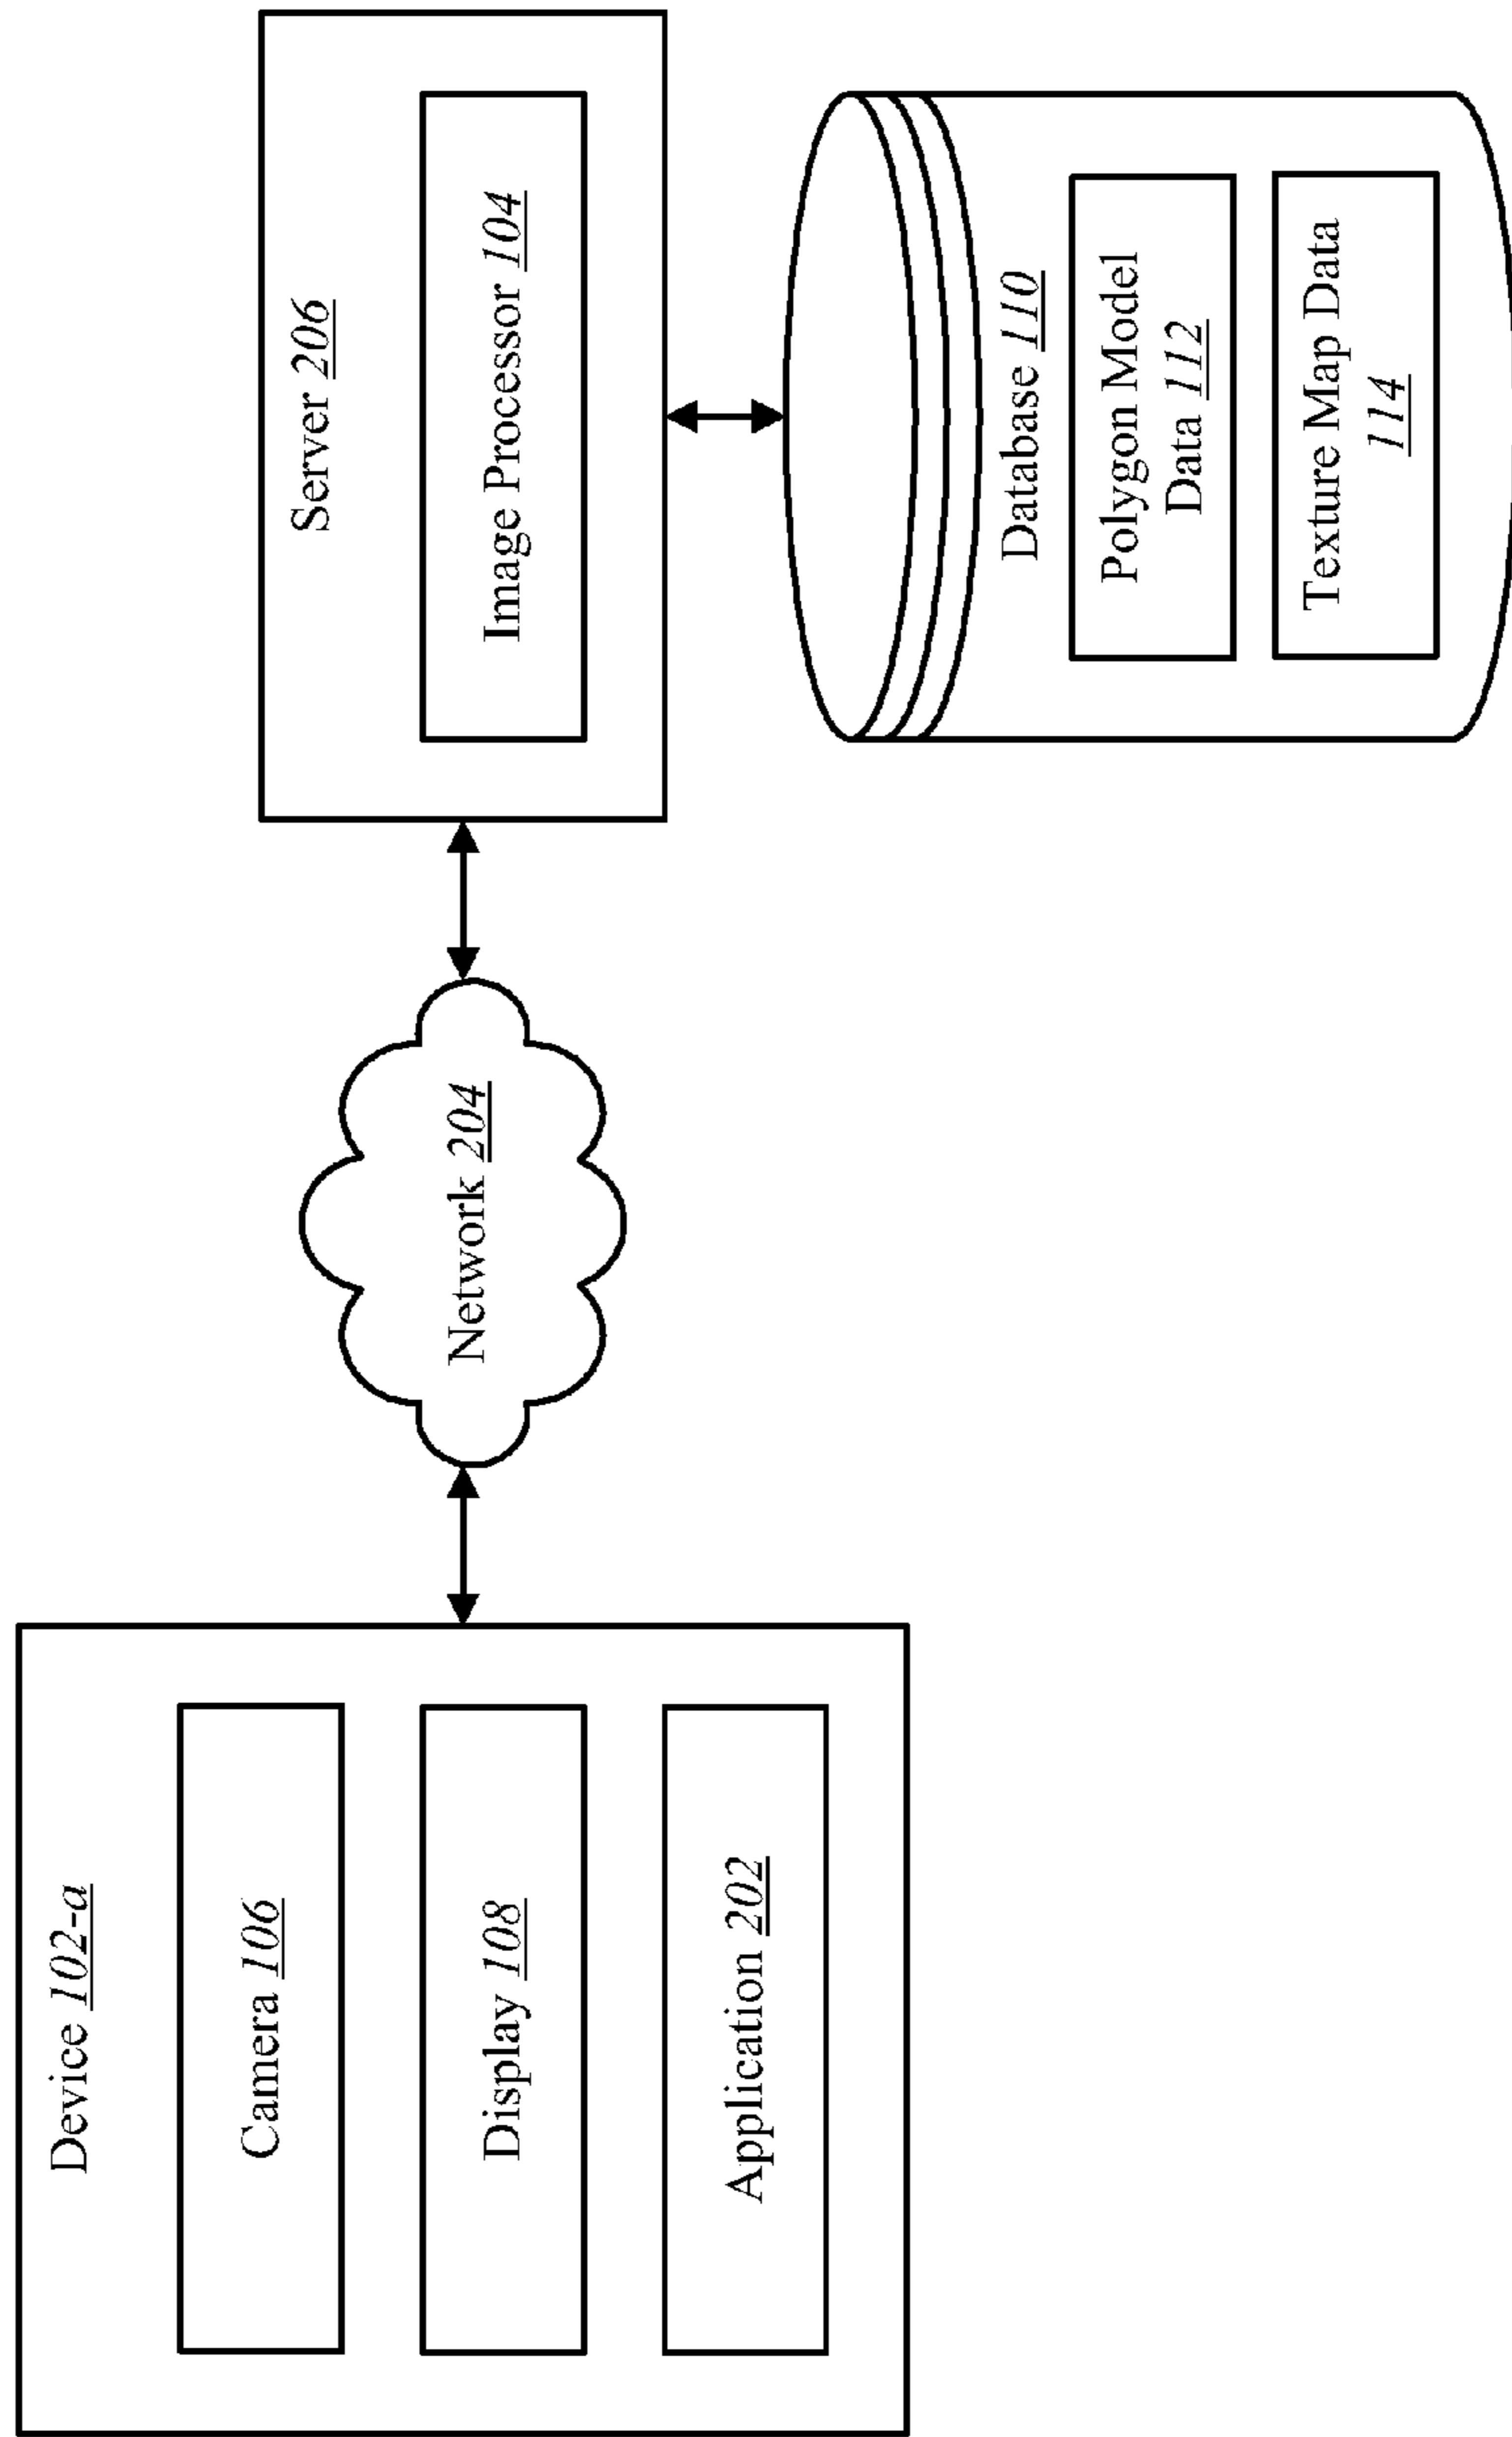 Device 102-a
Camera 106
Display 108
Application 202
Network 204
Server 206
Image Processor 104
Database 110
Polygon Model
Data 112
Texture Map Data
114